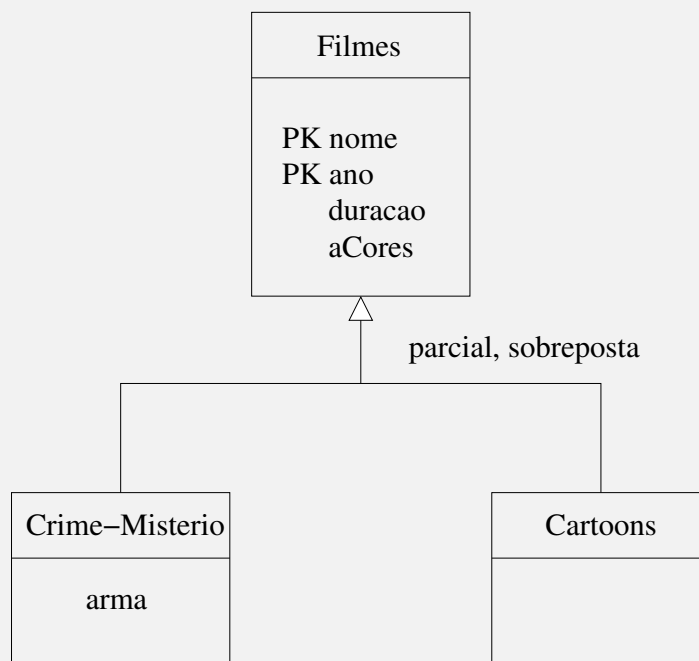 Filmes
PK nome
PK ano
duracao
aCores
parcial, sobreposta
Crime−Misterio
arma
Cartoons